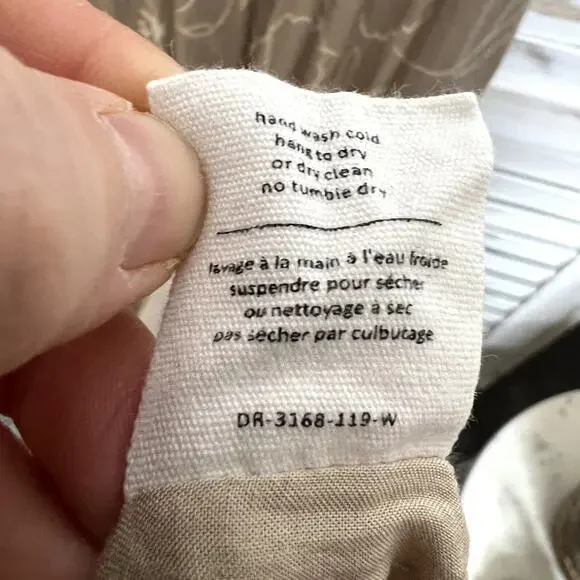 hand wash cold
hang to dry
or dry clean
no tumble dry
lavage à la main à l'eau froide
suspendre pour sécher
ou nettoyage a sec
pas sécher par culbutage
DR-3168-119-W